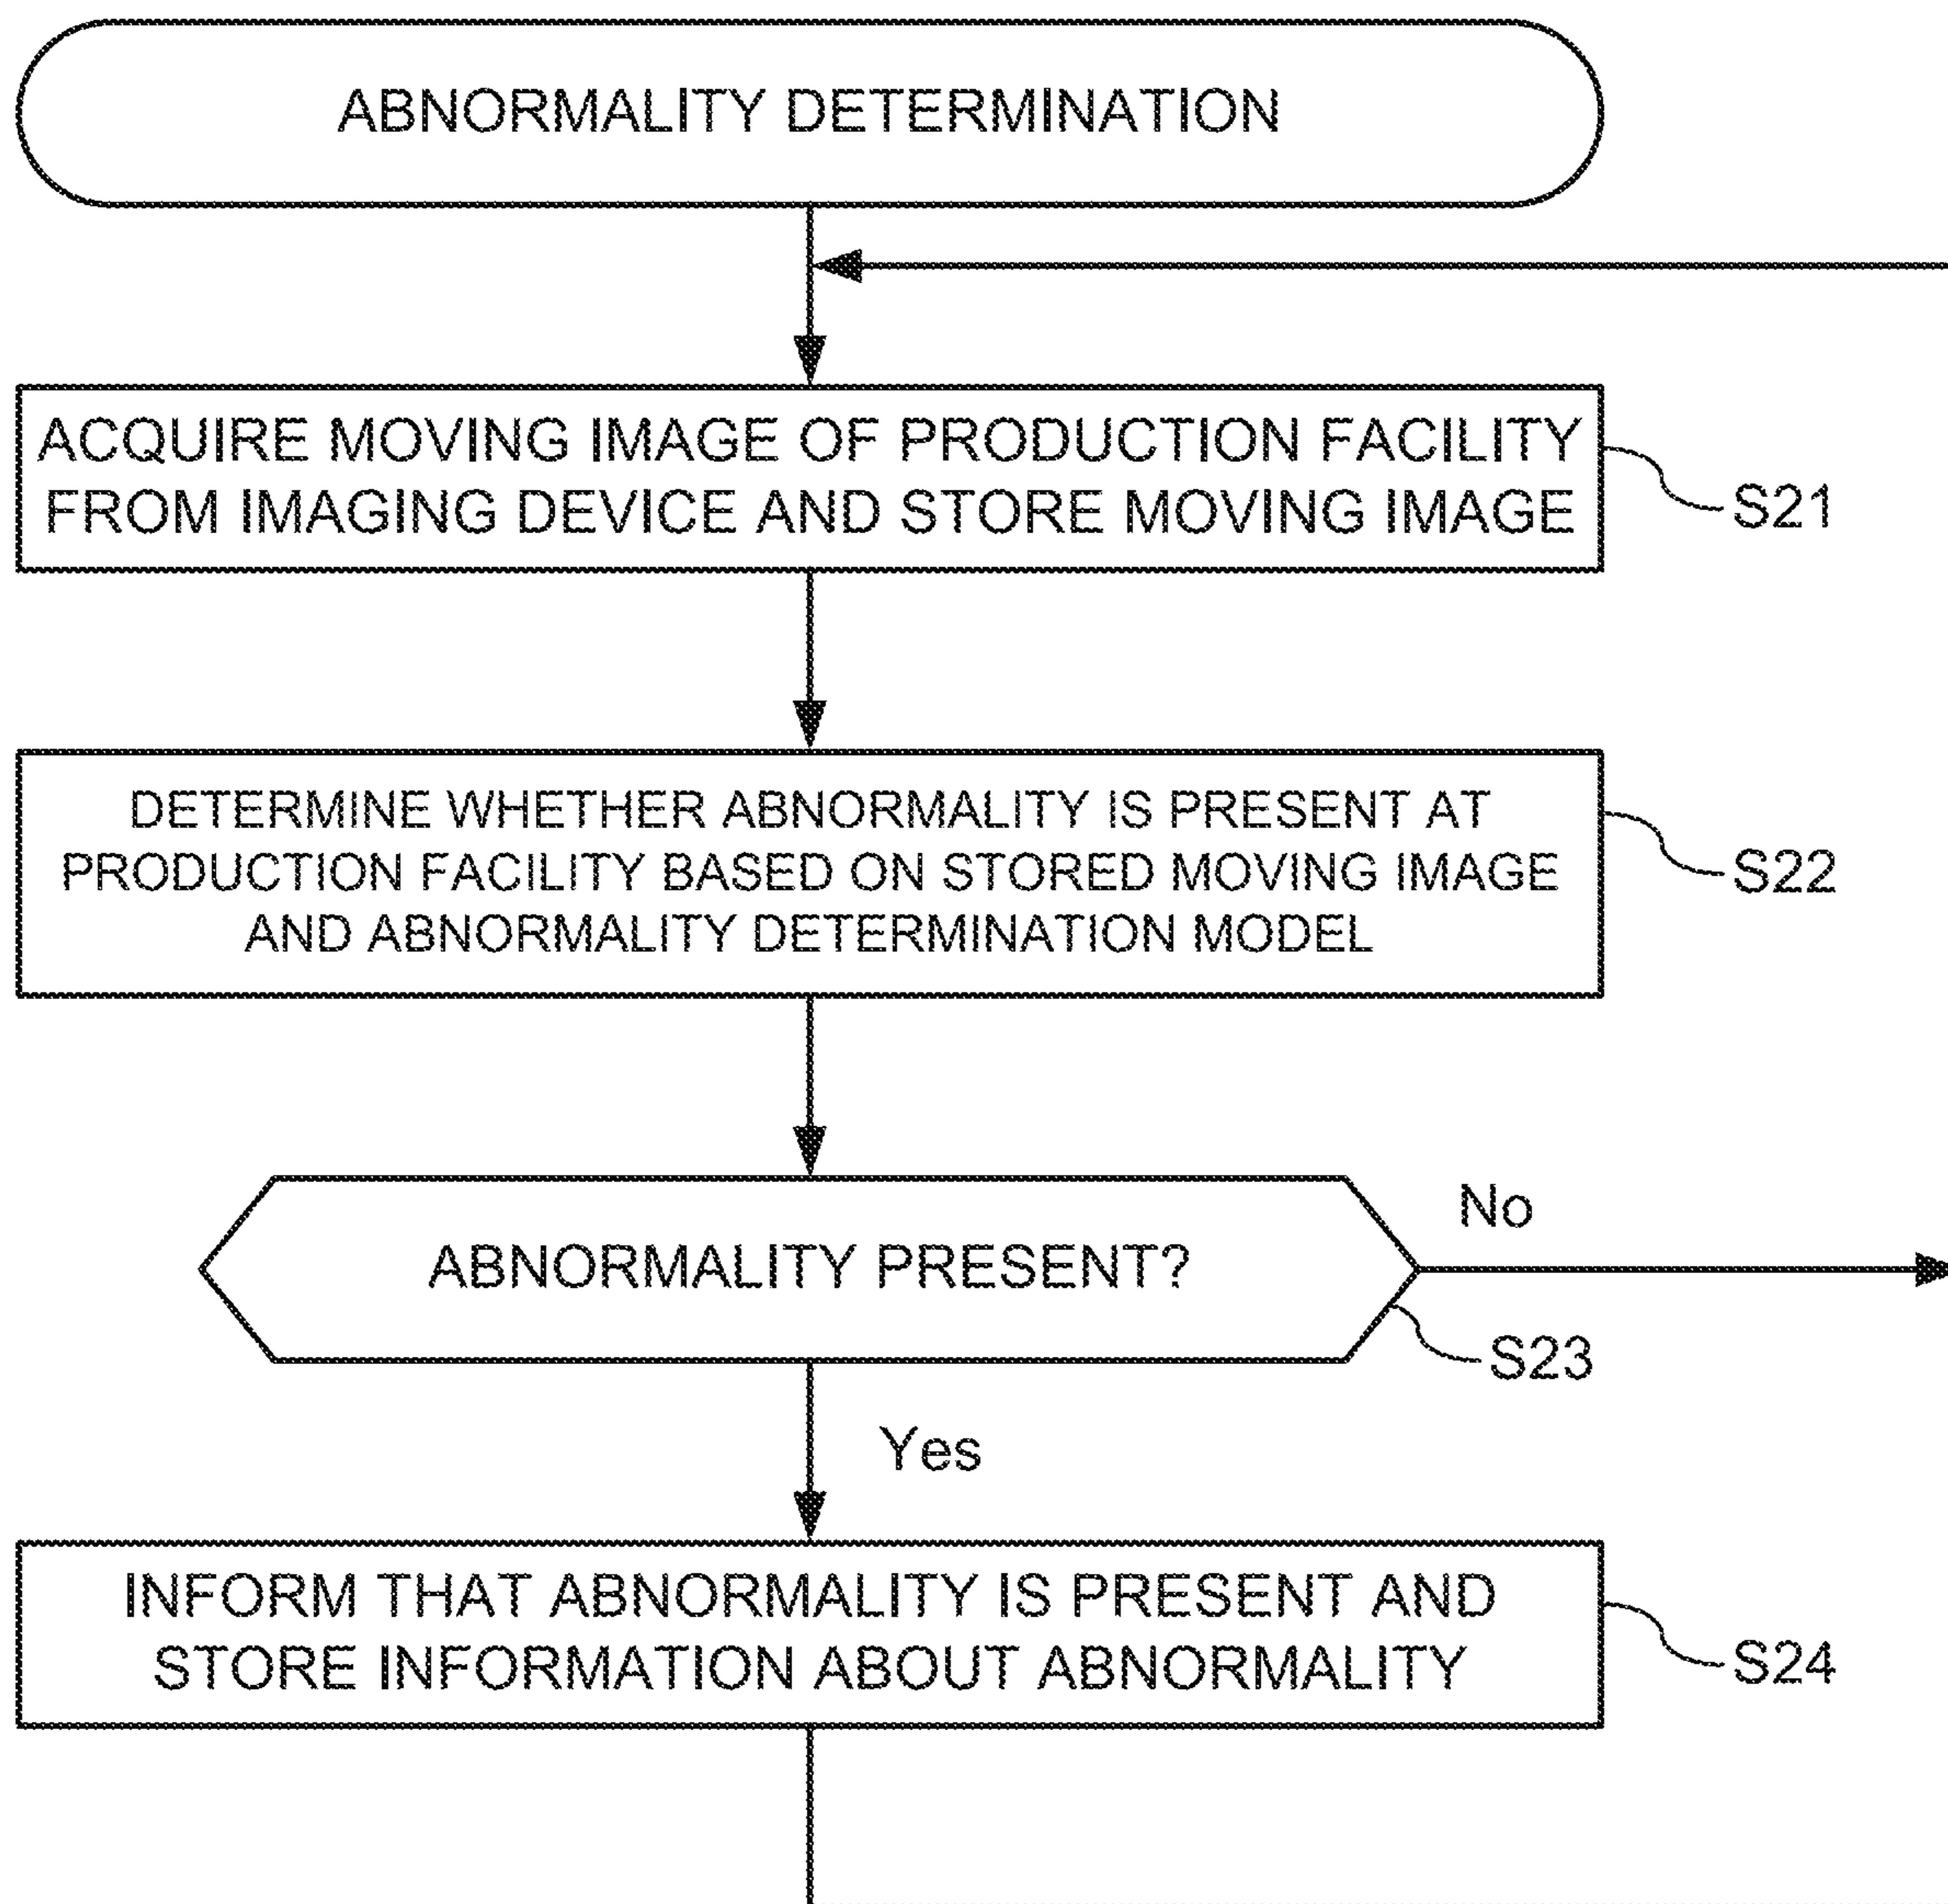 ABNORMALITY DETERMINATION
ACQUIRE MOVING IMAGE OF PRODUCTION FACILITY
FROM IMAGING DEVICE AND STORE MOVING IMAGE
S21
DETERMINE WHETHER ABNORMALITY IS PRESENT AT
PRODUCTION FACILITY BASED ON STORED MOVING IMAGE
AND ABNORMALITY DETERMINATION MODEL
S22
ABNORMALITY PRESENT?
No
S23
Yes
INFORM THAT ABNORMALITY IS PRESENT AND
STORE INFORMATION ABOUT ABNORMALITY
S24